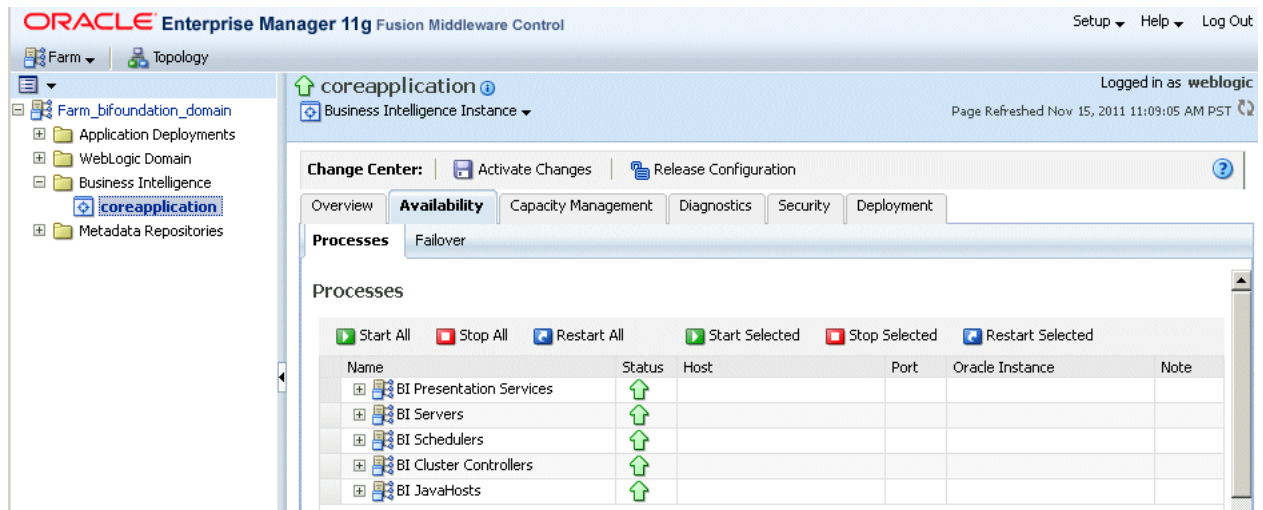 ORACLE Enterprise Manager 11g Fusion Middleware Control
Setup Help Log Out
Farm Topology
Farm_bifoundation_domain
Application Deployments
WebLogic Domain
Business Intelligence
coreapplication
Metadata Repositories
coreapplication
Logged in as weblogic
Business Intelligence Instance
Page Refreshed Nov 15, 2011 11:09:05 AM PST
Change Center: Activate Changes Release Configuration
Overview Availability Capacity Management Diagnostics Security Deployment
Processes Failover
Processes
Start All Stop All Restart All Start Selected Stop Selected Restart Selected
Name Status Host Port Oracle Instance Note
BI Presentation Services
BI Servers
BI Schedulers
BI Cluster Controllers
BI JavaHosts